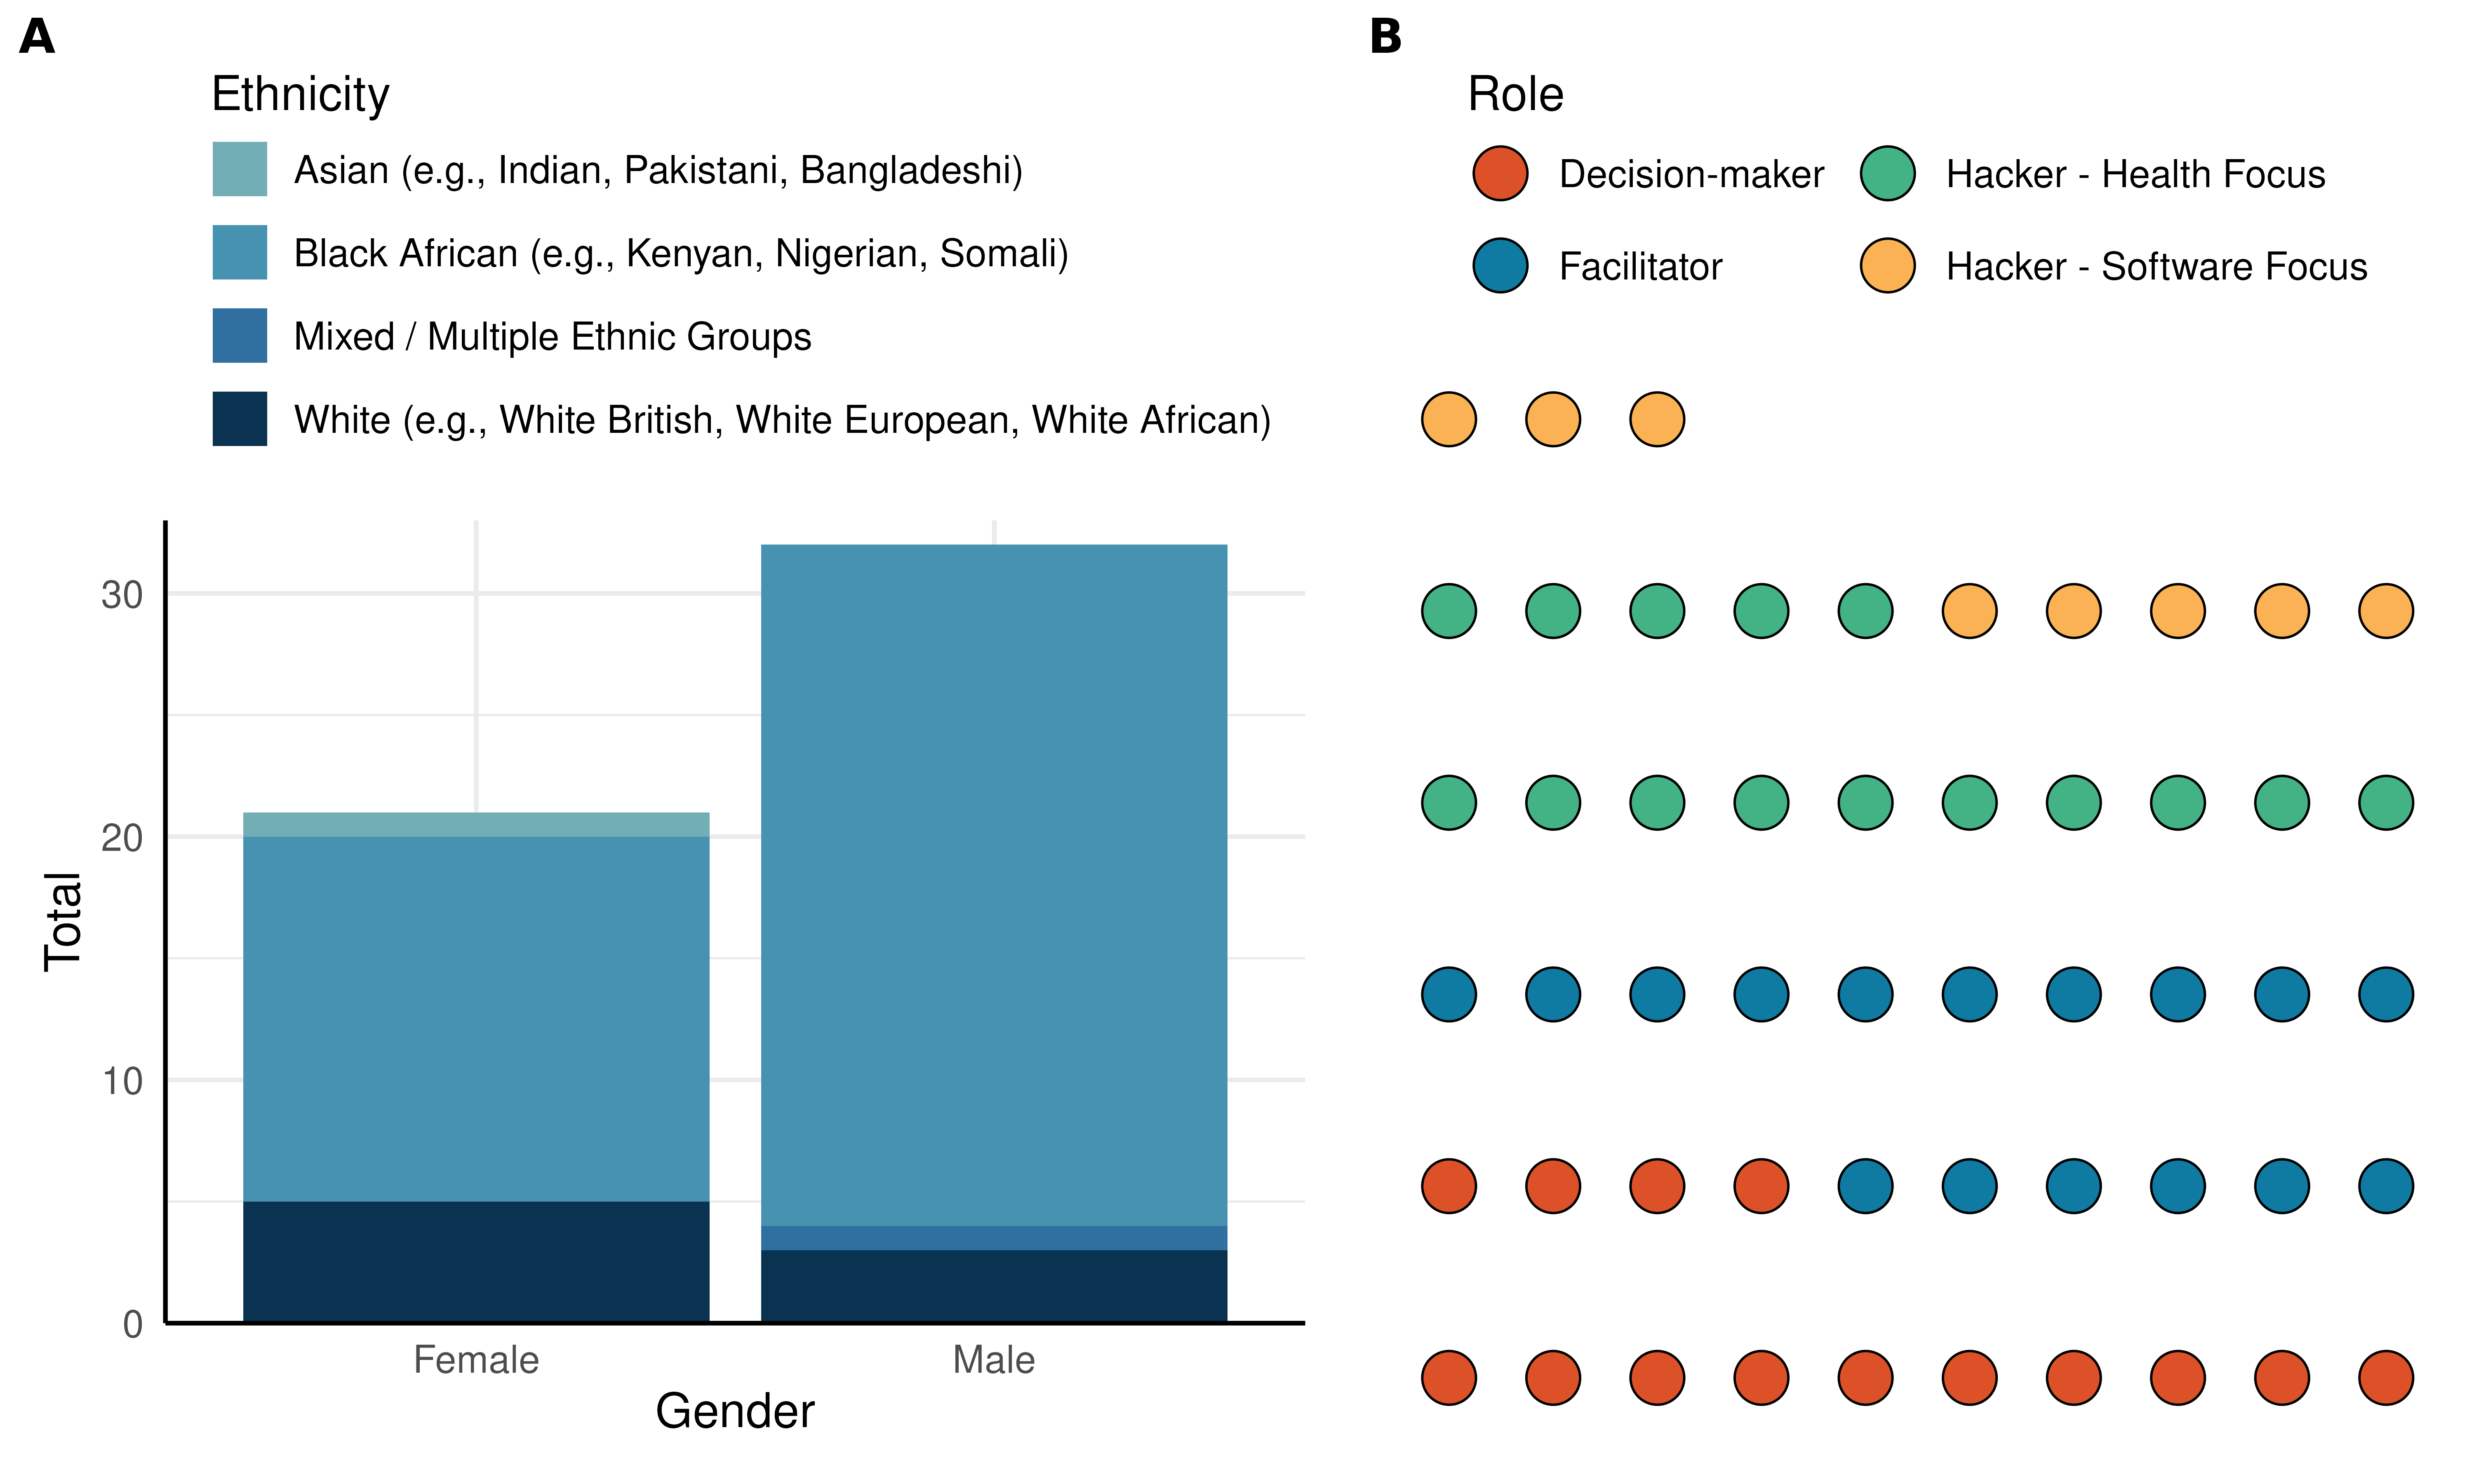 A
Ethnicity
Asian (e.g., Indian, Pakistani, Bangladeshi)
Black African (e.g., Kenyan, Nigerian, Somali)
Mixed / Multiple Ethnic Groups
White (e.g., White British, White European, White African)
30
20
10
0
Total
Female
Male
Gender
B
Role
Decision-maker
Hacker - Health Focus
Facilitator
Hacker - Software Focus